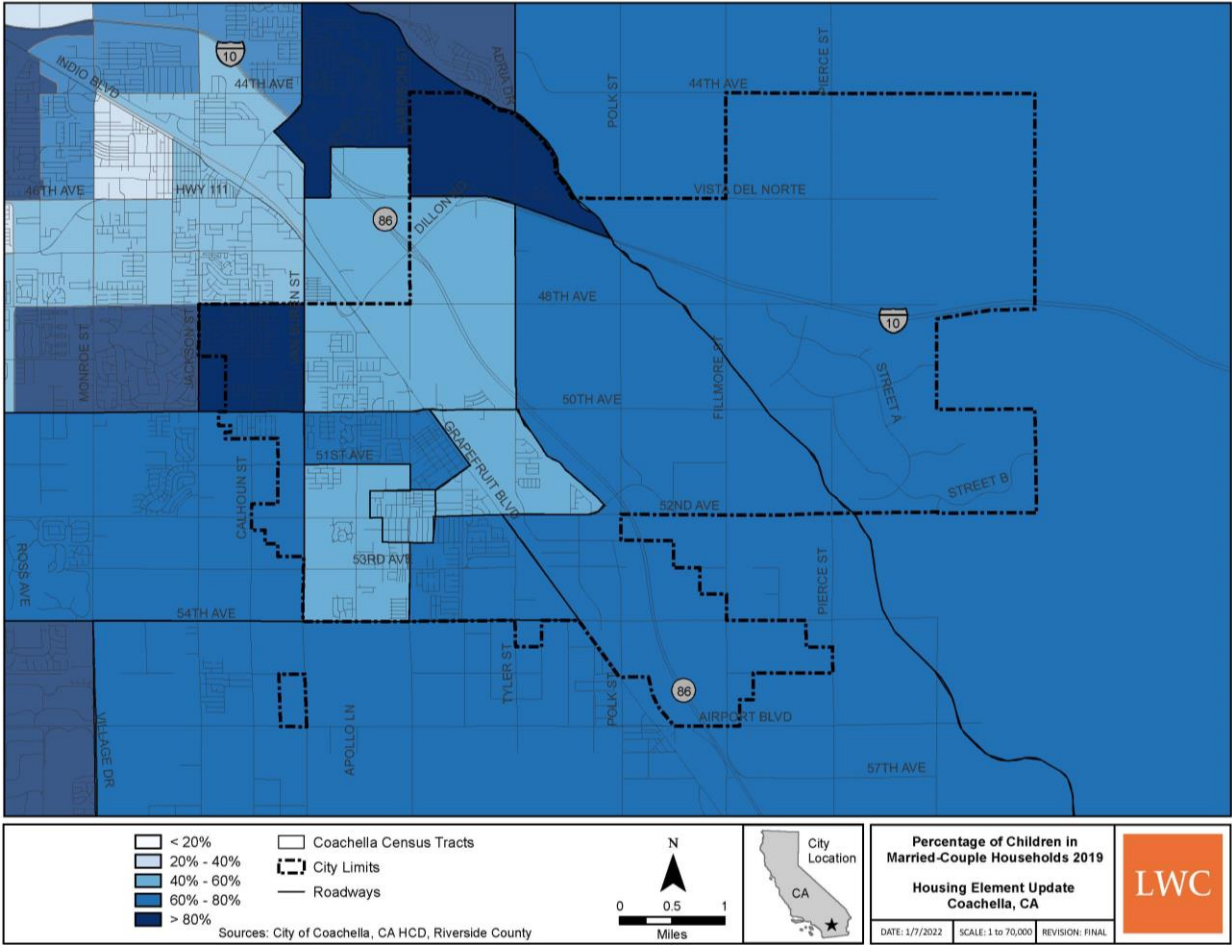 INDIO BLVD
10
44TH AVE
ADRIA DR
POLK ST
44TH AVE
PIERCE ST
46TH AVE
HWY 111
86
DILLON RD
VISTA DEL NORTE
48TH AVE
10
MONROE ST
JACKSON ST
FILLMORE ST
STREET A
50TH AVE
GRAPEFRUIT BLVD
51ST AVE
CALHOUN ST
STREET B
52ND AVE
ROSS AVE
53RD AVE
PIERCE ST
54TH AVE
TYLER ST
POLK ST
86
VILLAGE DR
APOLLO LN
AIRPORT BLVD
57TH AVE
< 20%
20% - 40%
40% - 60%
60% - 80%
> 80%
Coachella Census Tracts
City Limits
Roadways
Sources: City of Coachella, CA HCD, Riverside County
N
0 0.5 1
Miles
City
Location
CA
Percentage of Children in
Married-Couple Households 2019
Housing Element Update
Coachella, CA
DATE: 1/7/2022
SCALE: 1 to 70,000
REVISION: FINAL
LWC